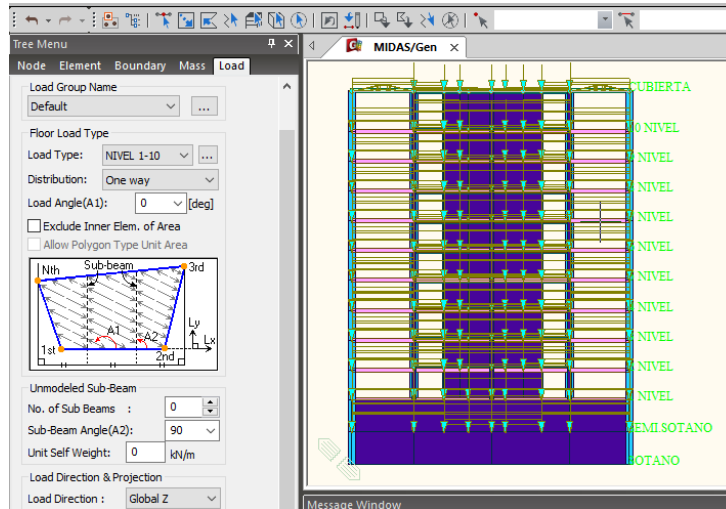 Tree Menu
MIDAS/Gen
Node Element Boundary Mass Load
Load Group Name
Default
...
Floor Load Type
Load Type: NIVEL 1-10 ...
Distribution: One way
Load Angle(A1): 0 [deg]
Exclude Inner Elem. of Area
Allow Polygon Type Unit Area
Nth Sub-beam 3rd
A1 A2 Ly Lx
1st 2nd
Unmodeled Sub-Beam
No. of Sub Beams : 0
Sub-Beam Angle(A2): 90
Unit Self Weight: 0 kN/m
Load Direction & Projection
Load Direction : Global Z
CUBIERTA
0 NIVEL
NIVEL
NIVEL
NIVEL
NIVEL
NIVEL
NIVEL
NIVEL
NIVEL
NIVEL
EMI.SOTANO
OTANO
Message Window